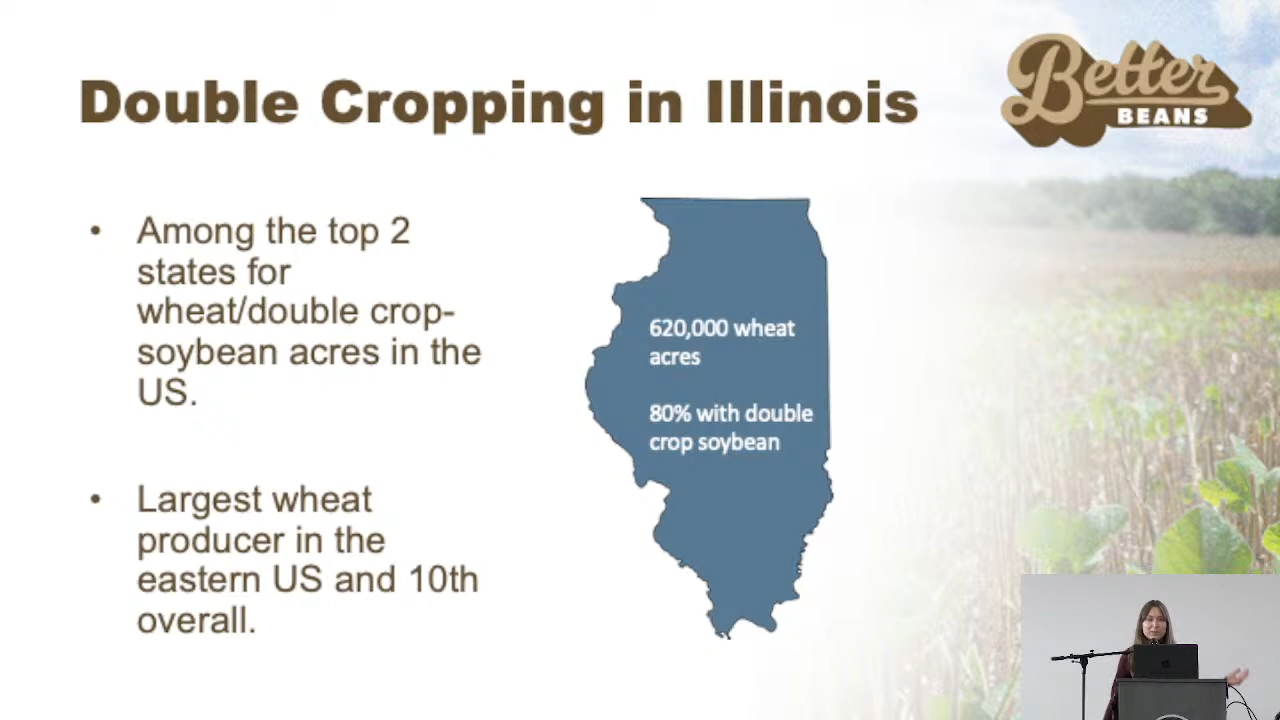 Better
BEANS
Double Cropping in Illinois
• Among the top 2
states for
wheat/double crop-
soybean acres in the
US.
• Largest wheat
producer in the
eastern US and 10th
overall.
620,000 wheat
acres
80% with double
crop soybean